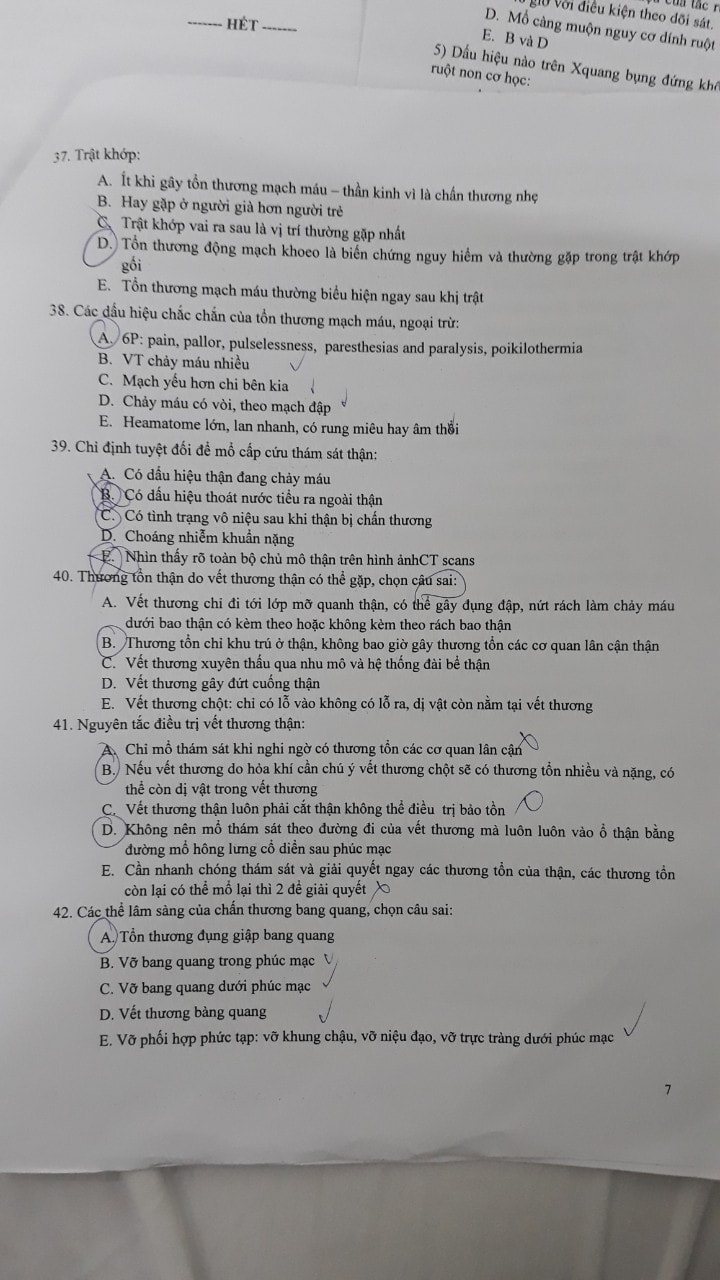 ------- HẾT -------
D. Mổ càng muộn nguy cơ dính ruột
E. B và D
5) Dấu hiệu nào trên Xquang bụng đứng
ruột non cơ học:
với điều kiện theo dõi sát.
37. Trật khớp:
A. Ít khi gây tổn thương mạch máu – thần kinh vì là chấn thương nhẹ
B. Hay gặp ở người già hơn người trẻ
C. Trật khớp vai ra sau là vị trí thường gặp nhất
D. Tổn thương động mạch khoeo là biến chứng nguy hiểm và thường gặp trong trật khớp
gối
E. Tổn thương mạch máu thường biểu hiện ngay sau khi trật
38. Các dấu hiệu chắc chắn của tổn thương mạch máu, ngoại trừ:
A. 6P: pain, pallor, pulselessness, paresthesias and paralysis, poikilothermia
B. VT chảy máu nhiều
C. Mạch yếu hơn chi bên kia
D. Chảy máu có vòi, theo mạch đập
E. Heamatome lớn, lan nhanh, có rung miêu hay âm thổi
39. Chỉ định tuyệt đối để mổ cấp cứu thám sát thận:
A. Có dấu hiệu thận đang chảy máu
B. Có dấu hiệu thoát nước tiểu ra ngoài thận
C. Có tình trạng vô niệu sau khi thận bị chấn thương
D. Choáng nhiễm khuẩn nặng
E. Nhìn thấy rõ toàn bộ chủ mô thận trên hình ảnhCT scans
40. Thương tổn thận do vết thương thận có thể gặp, chọn câu sai:
A. Vết thương chỉ đi tới lớp mỡ quanh thận, có thể gây đụng dập, nứt rách làm chảy máu
dưới bao thận có kèm theo hoặc không kèm theo rách bao thận
B. Thương tổn chỉ khu trú ở thận, không bao giờ gây thương tổn các cơ quan lân cận thận
C. Vết thương xuyên thấu qua nhu mô và hệ thống đài bể thận
D. Vết thương gây đứt cuống thận
E. Vết thương chột: chỉ có lỗ vào không có lỗ ra, dị vật còn nằm tại vết thương
41. Nguyên tắc điều trị vết thương thận:
A. Chỉ mổ thám sát khi nghi ngờ có thương tổn các cơ quan lân cận
B. Nếu vết thương do hỏa khí cần chú ý vết thương chột sẽ có thương tổn nhiều và nặng, có
thể còn dị vật trong vết thương
C. Vết thương thận luôn phải cắt thận không thể điều trị bảo tồn
D. Không nên mổ thám sát theo đường đi của vết thương mà luôn luôn vào ổ thận bằng
đường mổ hông lưng cổ điển sau phúc mạc
E. Cần nhanh chóng thám sát và giải quyết ngay các thương tổn của thận, các thương tổn
còn lại có thể mổ lại thì 2 để giải quyết
42. Các thể lâm sàng của chấn thương bang quang, chọn câu sai:
A. Tổn thương đụng giập bang quang
B. Vỡ bang quang trong phúc mạc
C. Vỡ bang quang dưới phúc mạc
D. Vết thương bàng quang
E. Vỡ phối hợp phức tạp: vỡ khung chậu, vỡ niệu đạo, vỡ trực tràng dưới phúc mạc
7